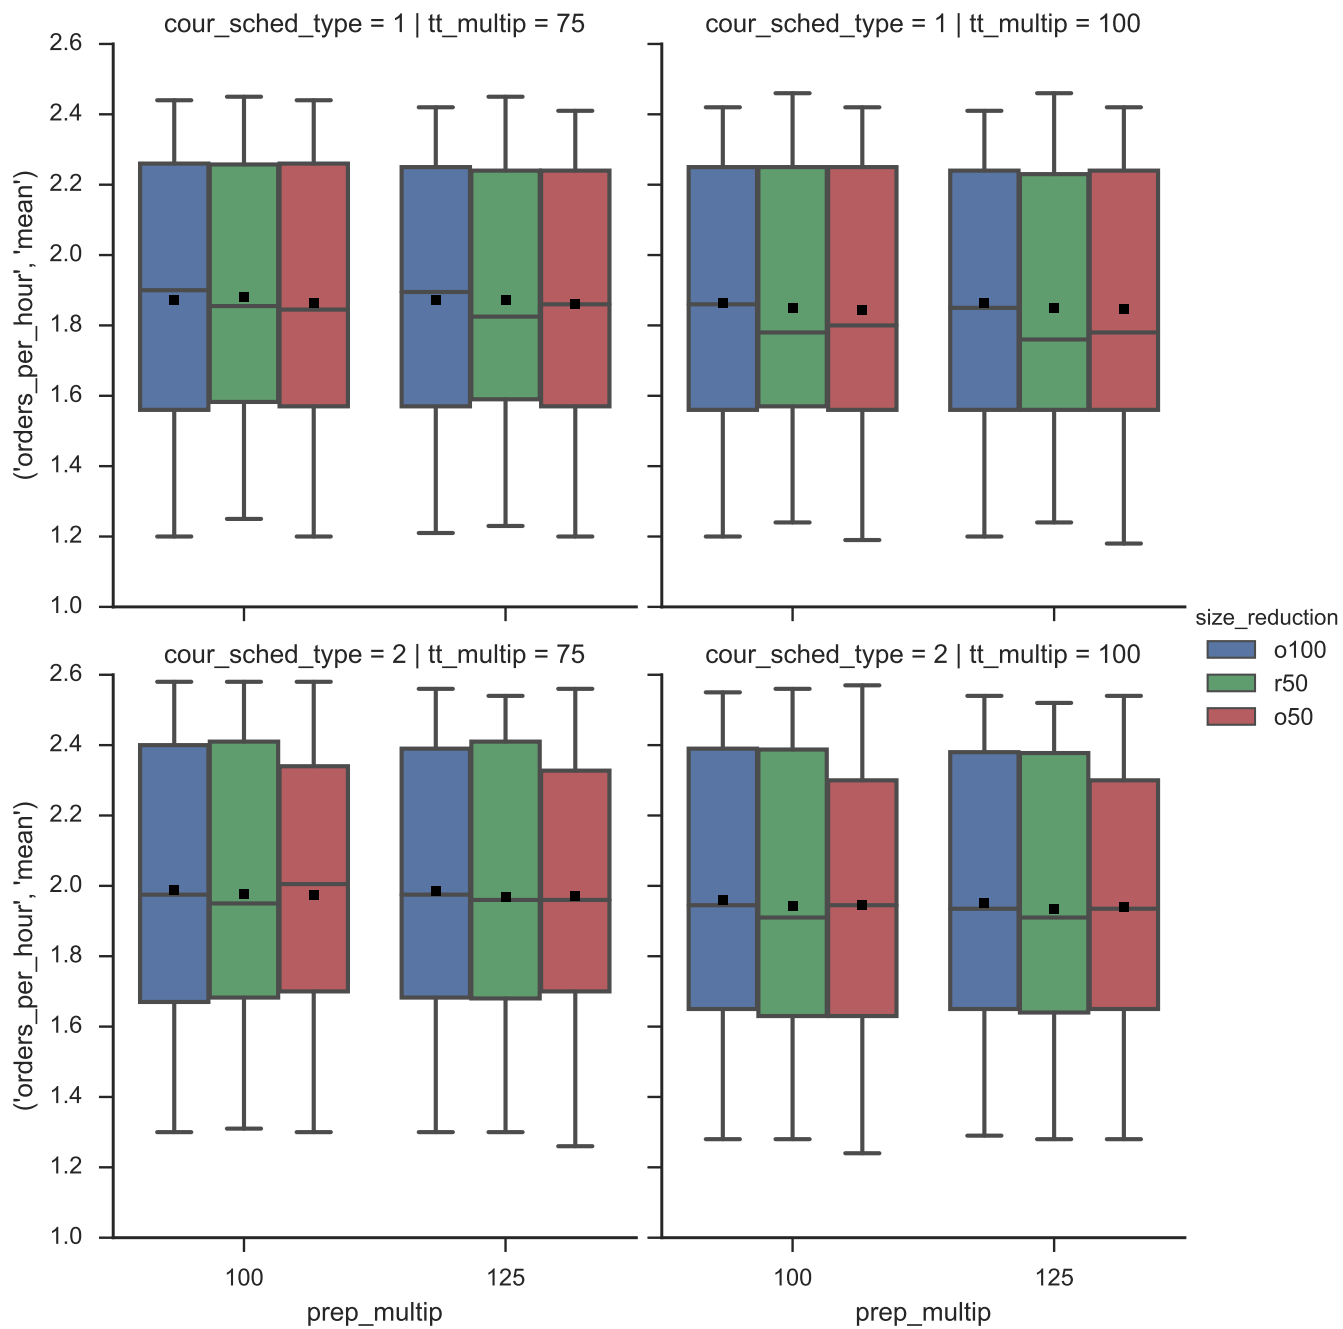 cour_sched_type = 1 | tt_multip = 75
cour_sched_type = 1 | tt_multip = 100
2.6
2.4
2.2
2.0
1.8
1.6
1.4
1.2
1.0
('orders_per_hour', 'mean')
size_reduction
o100
r50
o50
cour_sched_type = 2 | tt_multip = 75
cour_sched_type = 2 | tt_multip = 100
2.6
2.4
2.2
2.0
1.8
1.6
1.4
1.2
1.0
('orders_per_hour', 'mean')
100
125
100
125
prep_multip
prep_multip